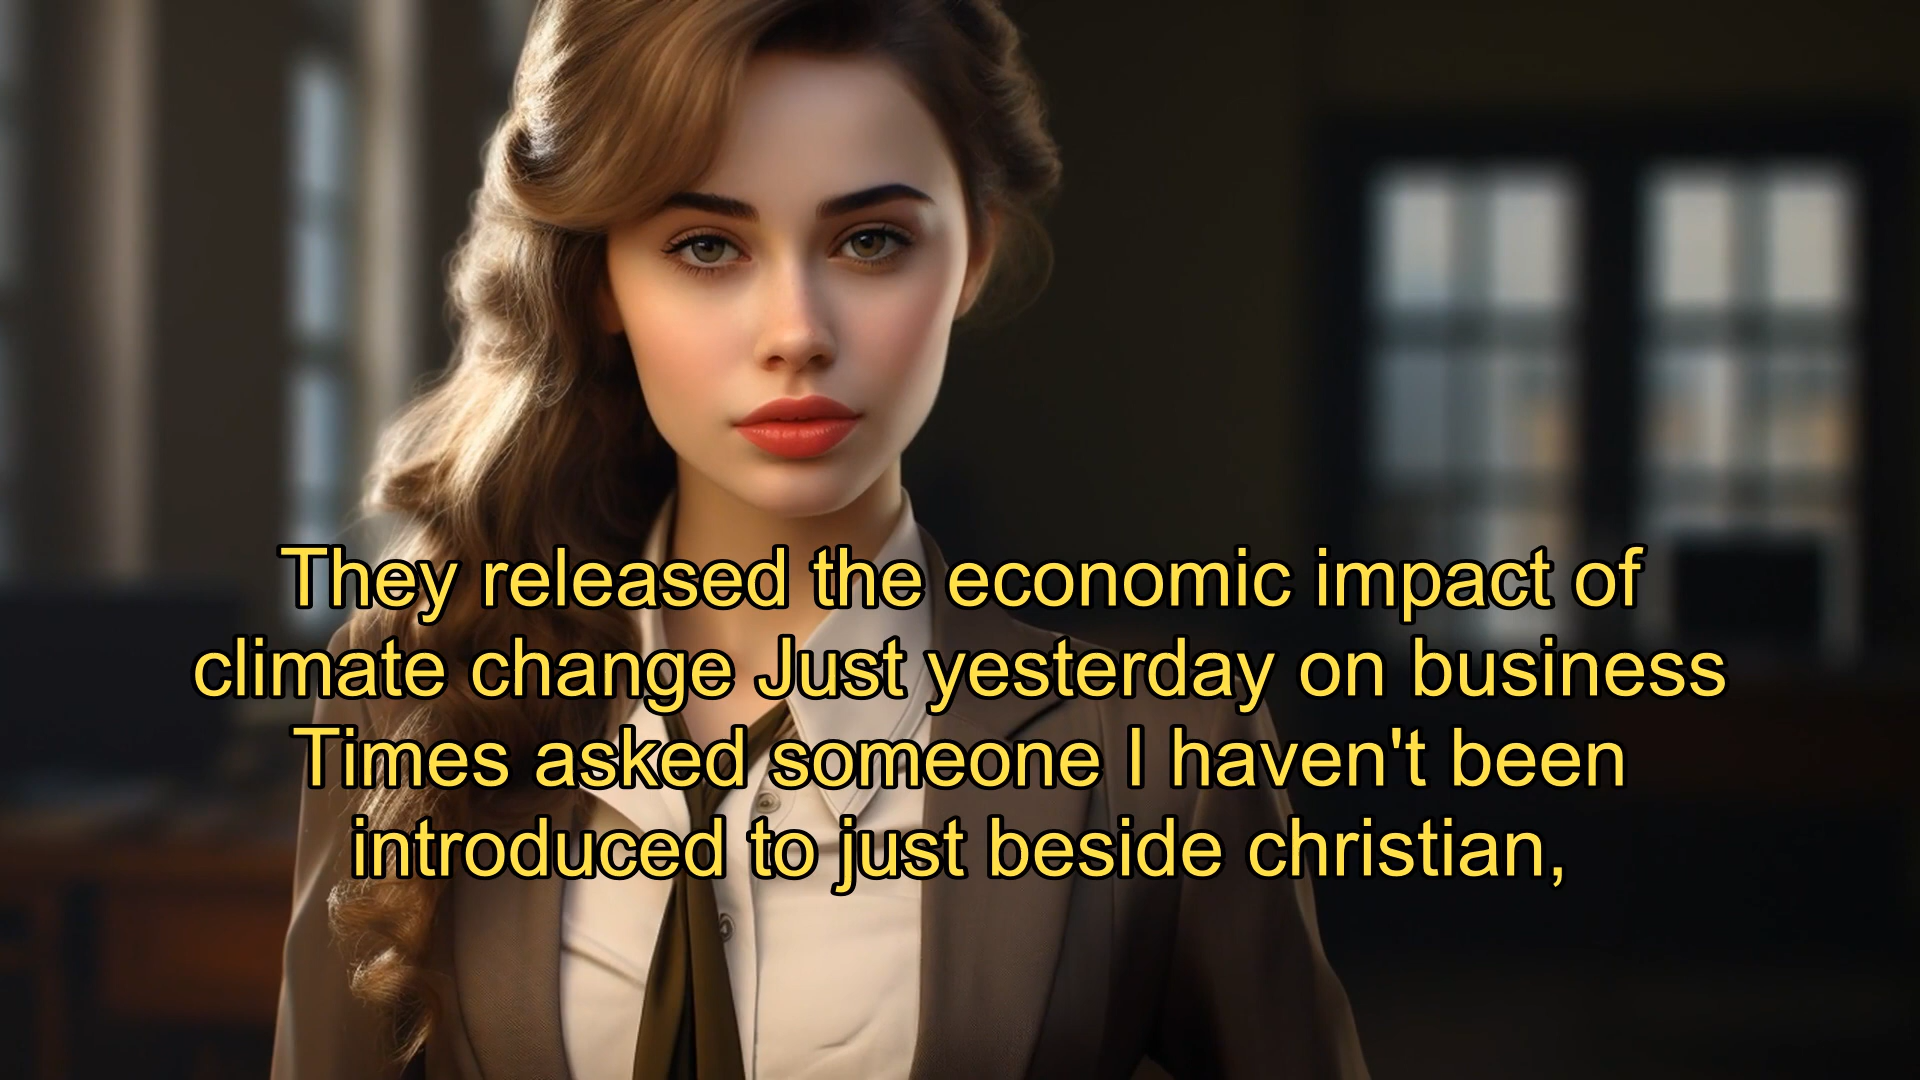 They released the economic impact of
climate change Just yesterday on business
Times asked someone I haven't been
introduced to just beside christian,